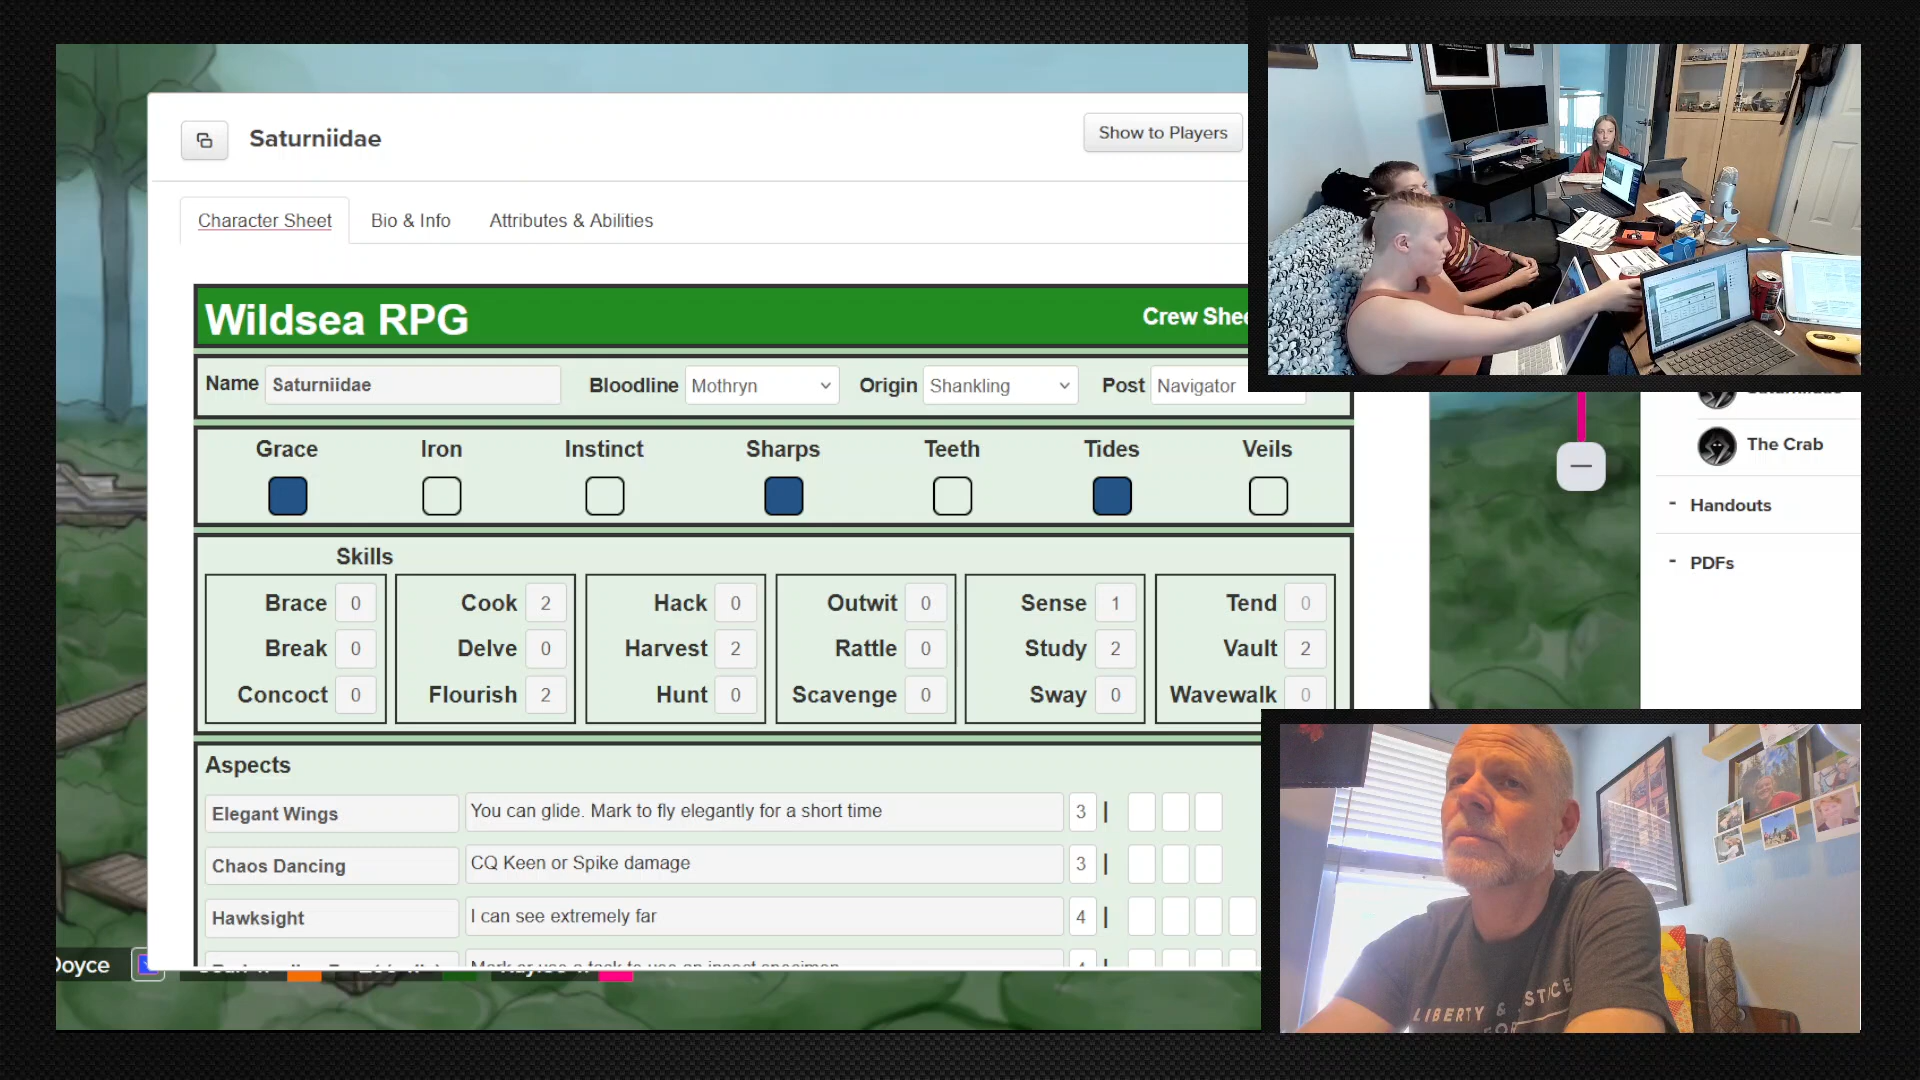 Saturniidae
Show to Players
Character Sheet
Bio & Info
Attributes & Abilities
Wildsea RPG
Crew Shee
Name Saturniidae Bloodline Mothryn Origin Shankling Post Navigator
Grace Iron Instinct Sharps Teeth Tides Veils
Skills
Brace 0 Cook 2 Hack 0 Outwit 0 Sense 1 Tend 0
Break 0 Delve 0 Harvest 2 Rattle 0 Study 2 Vault 2
Concoct 0 Flourish 2 Hunt 0 Scavenge 0 Sway 0 Wavewalk 0
Aspects
Elegant Wings You can glide. Mark to fly elegantly for a short time 3 |
Chaos Dancing CQ Keen or Spike damage 3 |
Hawksight I can see extremely far 4 |
The Crab
- Handouts
- PDFs
LIBERTY &